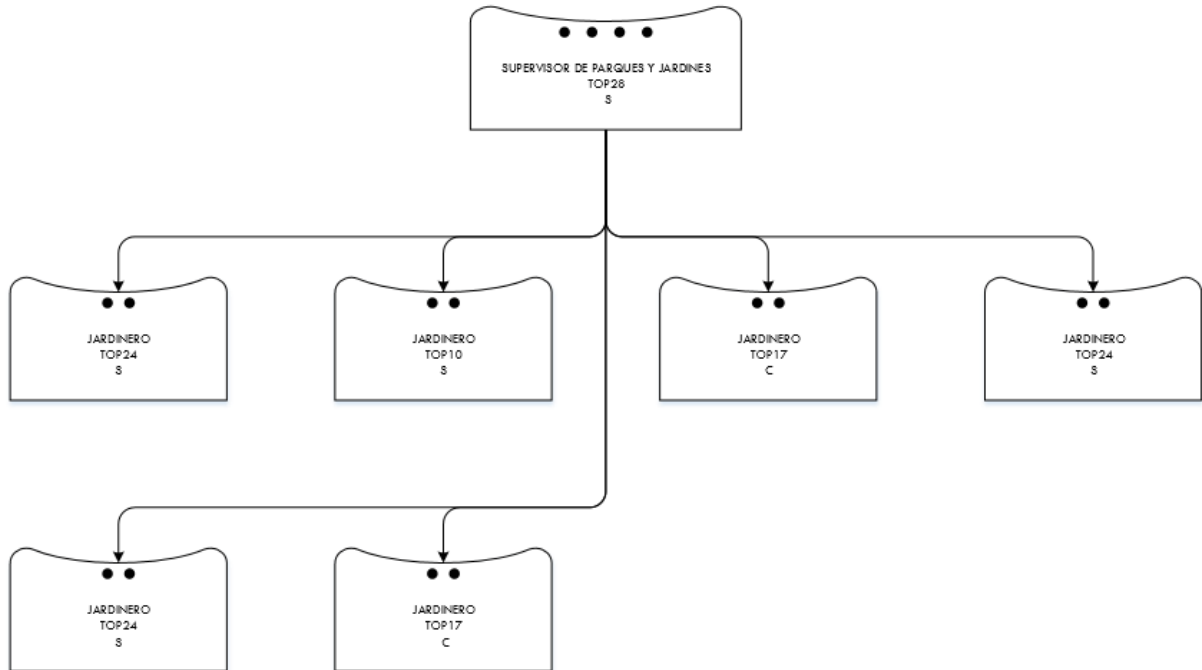 SUPERVISOR DE PARQUES Y JARDINES
TOP28
S
JARDINERO
TOP24
S
JARDINERO
TOP10
S
JARDINERO
TOP17
C
JARDINERO
TOP24
S
JARDINERO
TOP24
S
JARDINERO
TOP17
C